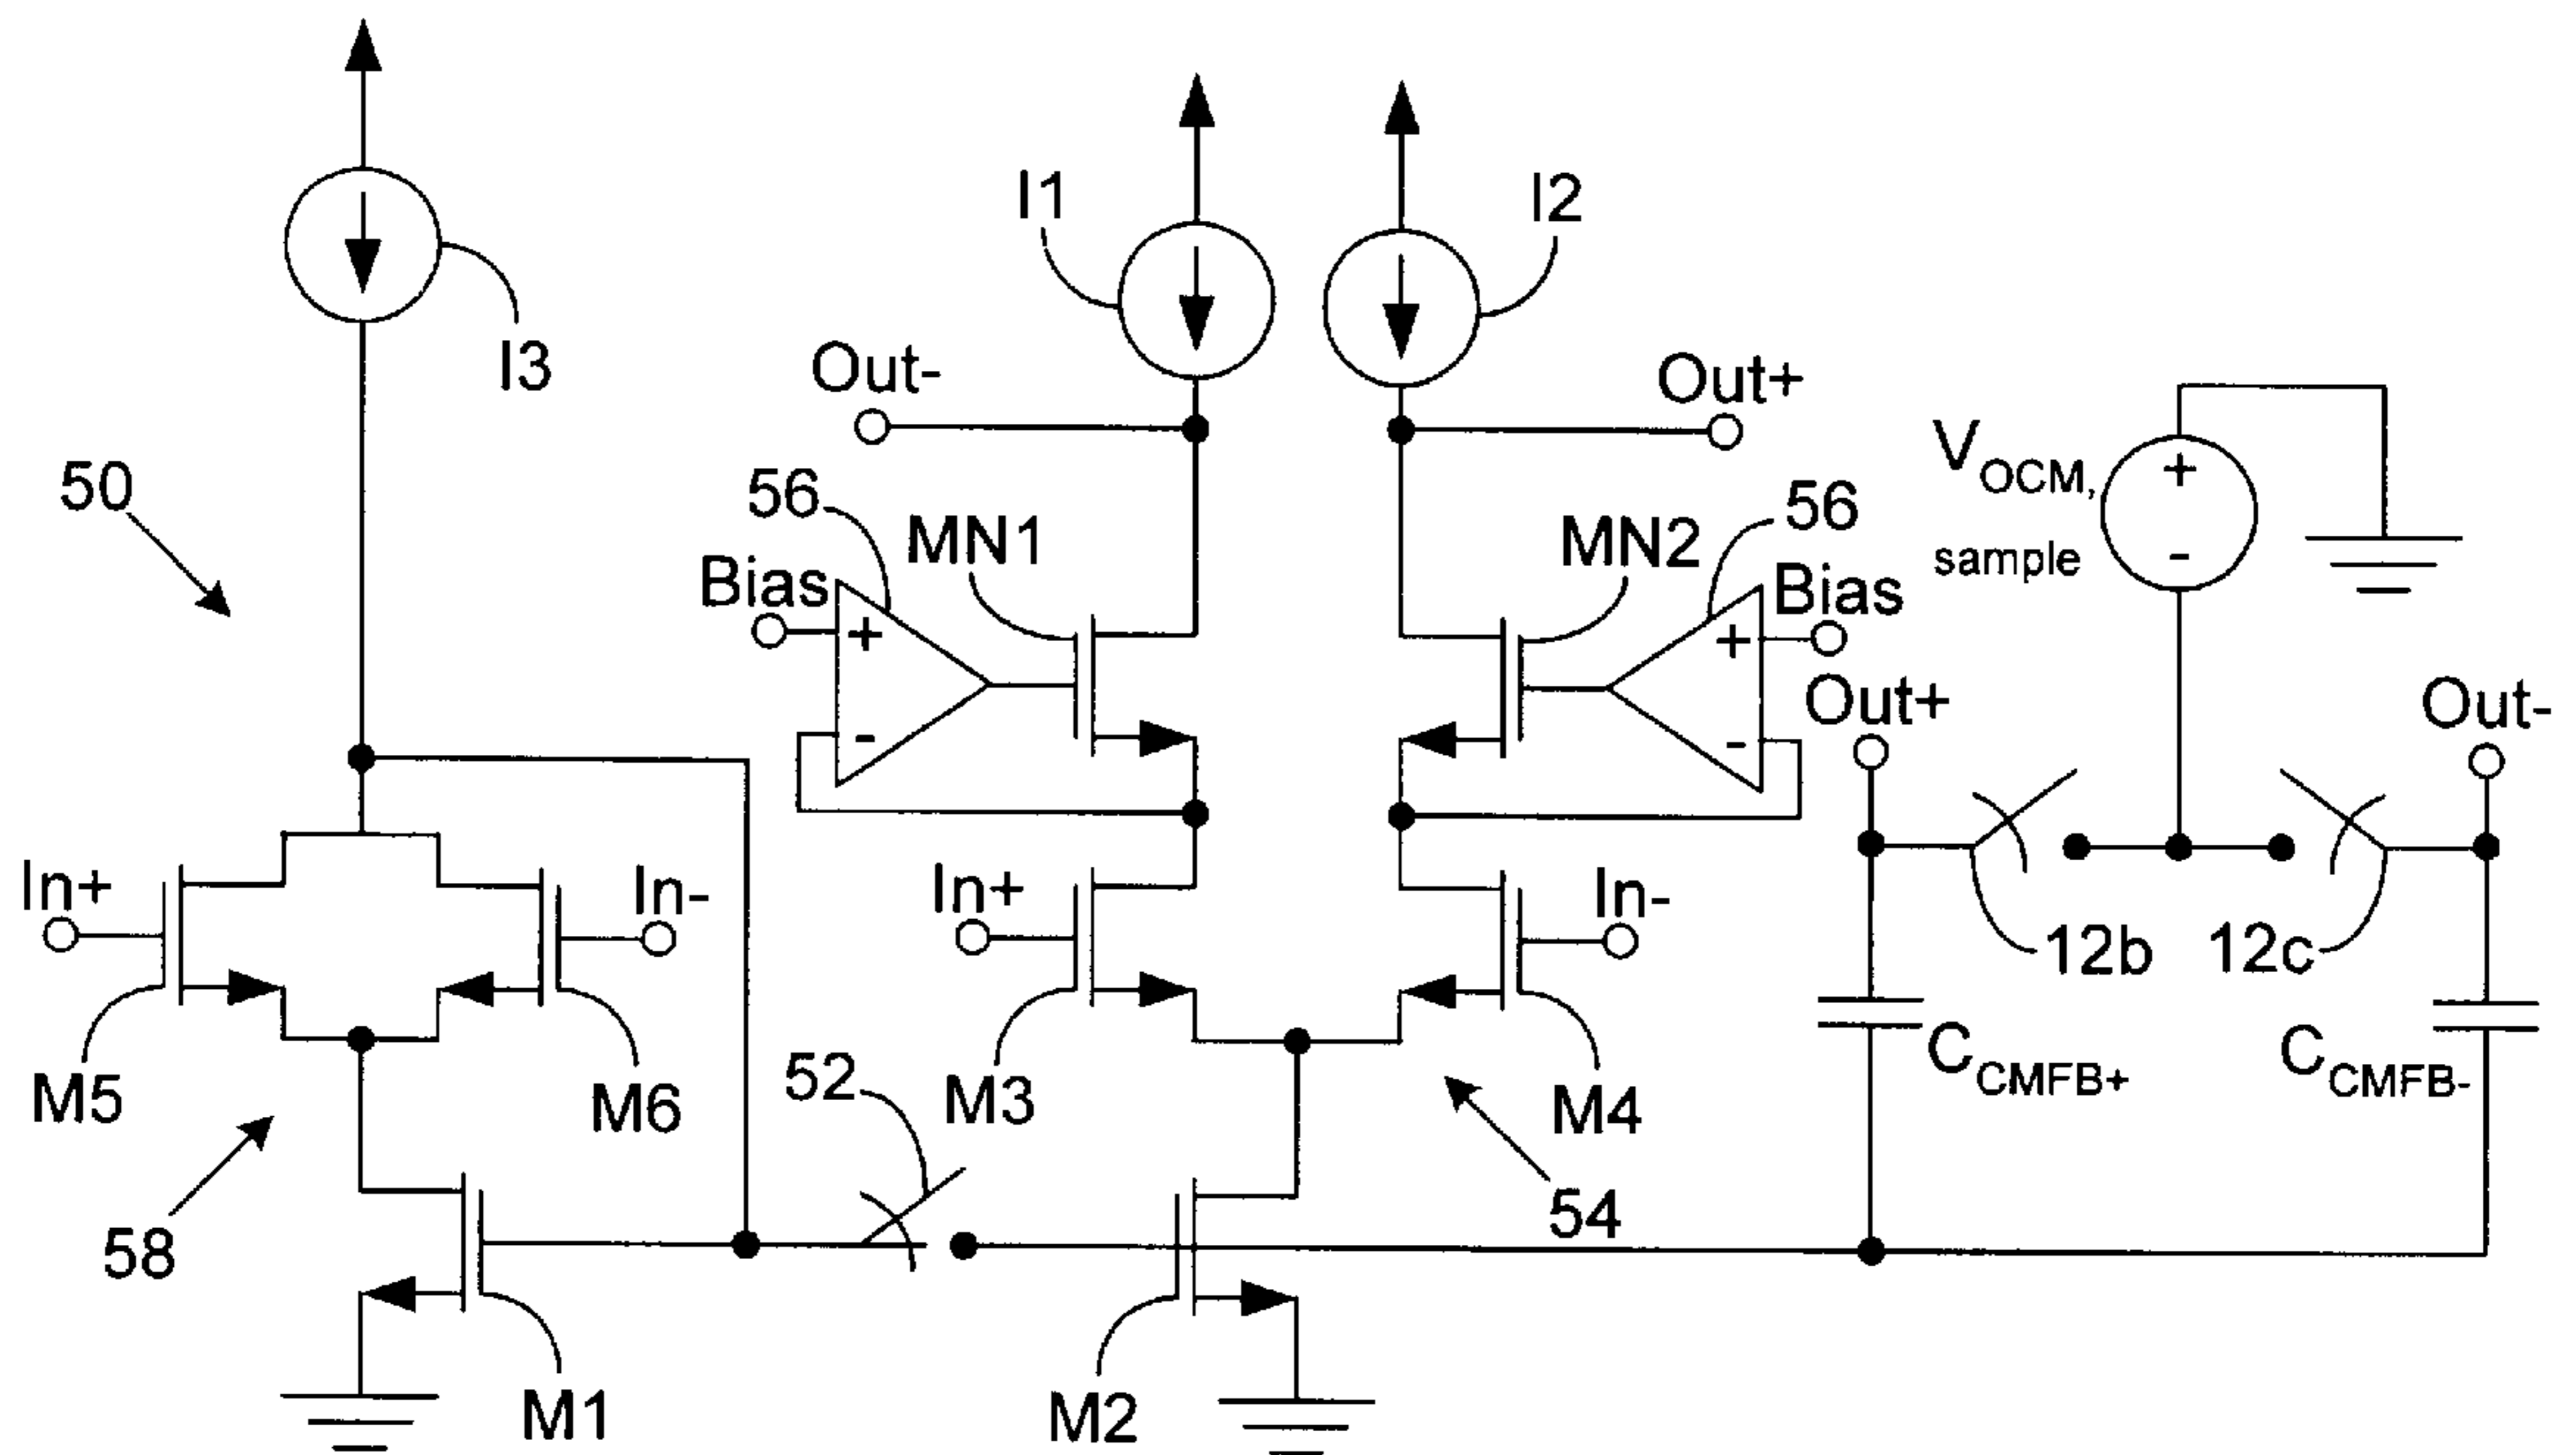 I1
I2
I3
Out-
Out+
50
V OCM,
sample
56
MN1
MN2
56
Bias
+
-
+
-
Bias
+
-
Out+
Out-
In+
In-
In+
In-
12b
12c
M5
M6
52
M3
M4
C CMFB+
C CMFB-
58
54
M1
M2